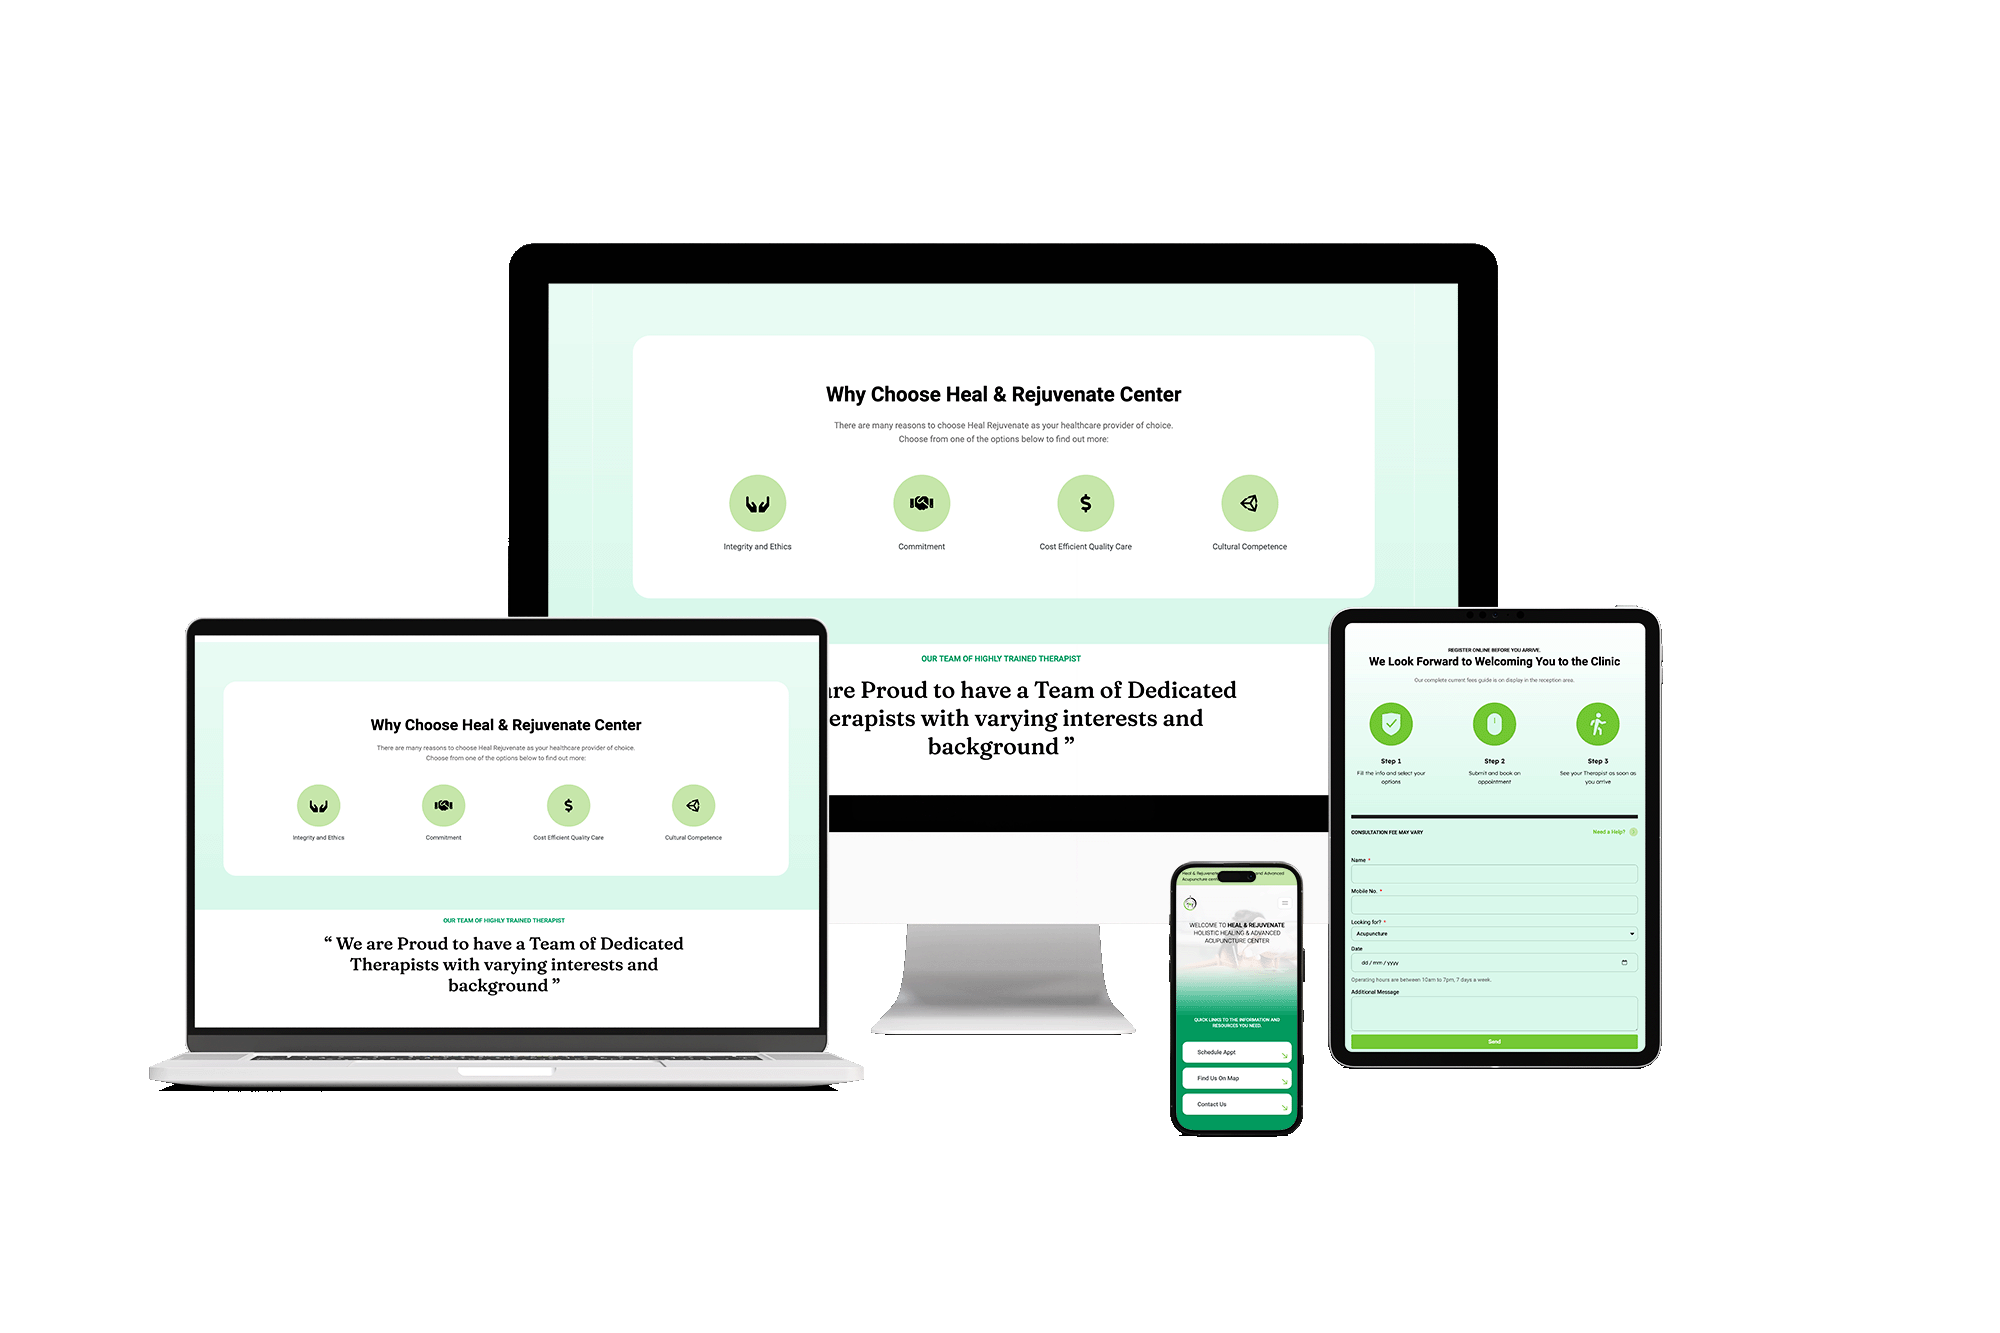 Why Choose Heal & Rejuvenate Center
There are many reasons to choose Heal Rejuvenate as your healthcare provider of choice.
Choose from one of the options below to find out more:
Integrity and Ethics
Commitment
$
Cost Efficient Quality Care
Cultural Competence
OUR TEAM OF HIGHLY TRAINED THERAPIST
are Proud to have a Team of Dedicated
erapists with varying interests and
background ”
Why Choose Heal & Rejuvenate Center
There are many reasons to choose Heal Rejuvenate as your healthcare provider of choice.
Choose from one of the options below to find out more:
Integrity and Ethics
Commitment
$
Cost Efficient Quality Care
Cultural Competence
OUR TEAM OF HIGHLY TRAINED THERAPIST
“ We are Proud to have a Team of Dedicated
Therapists with varying interests and
background ”
Heal & Rejuvenate and Advanced
Acupuncture
WELCOME TO HEAL & REJUVENATE
HOLISTIC HEALING & ADVANCED
ACUPUNCTURE CENTER
QUICK LINKS TO THE INFORMATION AND
RESOURCES YOU NEED.
Schedule Appt
Find Us On Map
Contact Us
REGISTER ONLINE BEFORE YOU ARRIVE.
We Look Forward to Welcoming You to the Clinic
Our complete current fees guide is on display in the reception area.
Step 1
Fill the info and select your
options
Step 2
Submit and book an
appointment
Step 3
See your Therapist as soon as
you arrive
CONSULTATION FEE MAY VARY
Need a Help?
Name *
Mobile No. *
Looking for? *
Acupuncture
Date
dd / mm / yyyy
Operating hours are between 10am to 7pm, 7 days a week.
Additional Message
Send